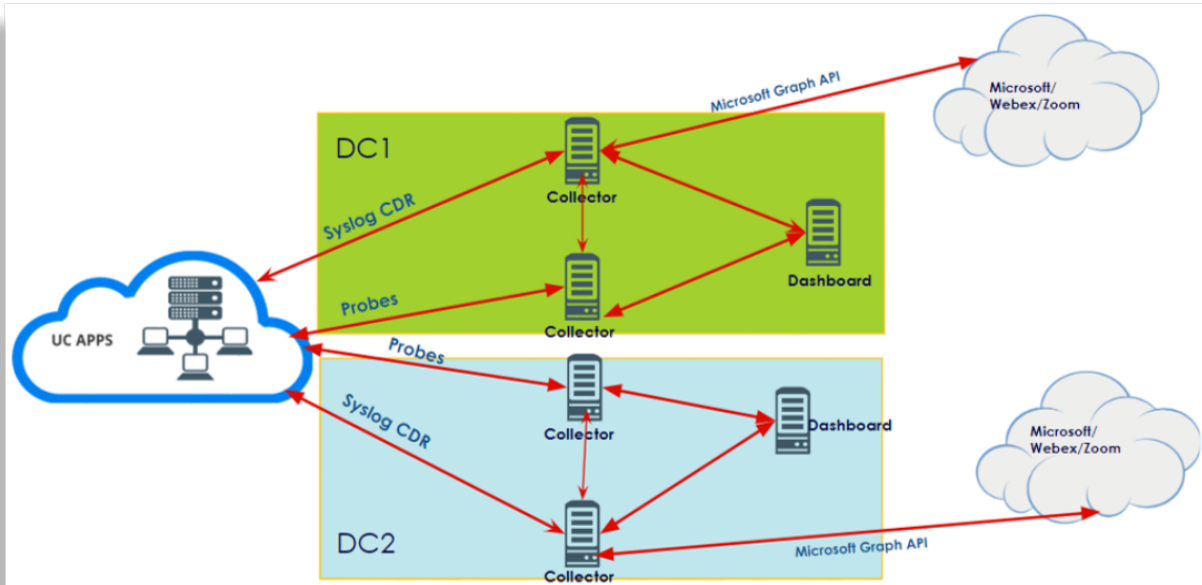 Microsoft Graph API
Microsoft/
Webex/Zoom
DC1
Collector
Syslog CDR
Dashboard
Probes
Collector
UC APPS
Probes
Collector
Syslog CDR
Dashboard
Microsoft/
Webex/Zoom
DC2
Microsoft Graph API
Collector